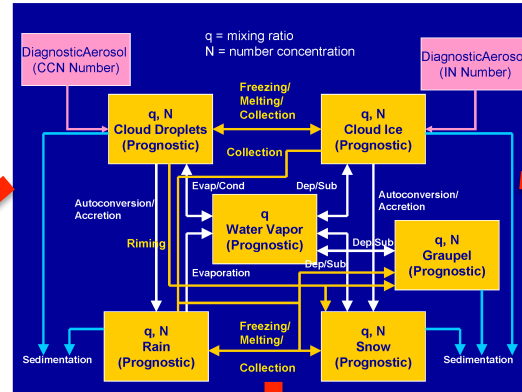 q = mixing ratio
N = number concentration
DiagnosticAerosol
(CCN Number)
DiagnosticAerosol
(IN Number)
Freezing/
Melting/
Collection
q, N
Cloud Droplets
(Prognostic)
q, N
Cloud Ice
(Prognostic)
Collection
Evap/Cond
Dep/Sub
Autoconversion/
Accretion
Autoconversion/
Accretion
q
Water Vapor
(Prognostic)
Riming
Dep/Sub
Dep/Sub
q, N
Graupel
(Prognostic)
Evaporation
q, N
Rain
(Prognostic)
Freezing/
Melting/
Collection
q, N
Snow
(Prognostic)
Sedimentation
Sedimentation